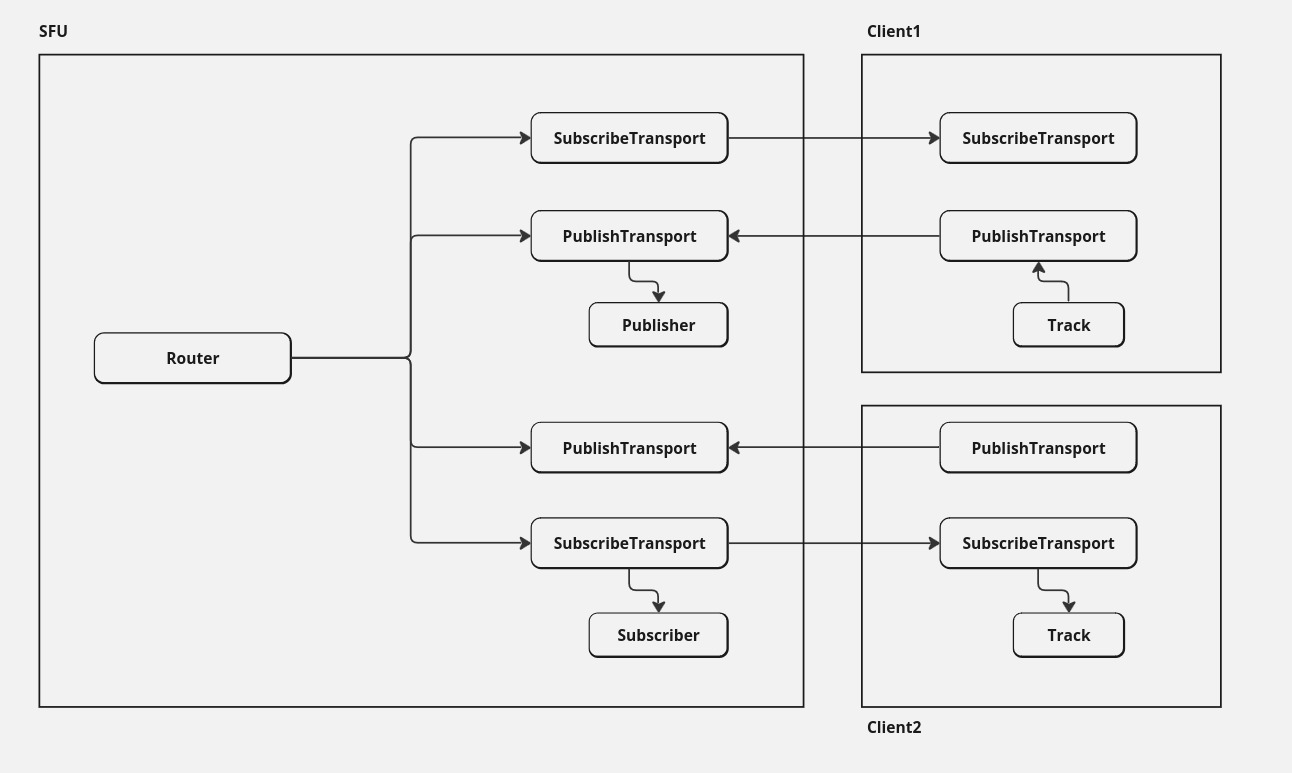 SFU
Client1
SubscribeTransport
SubscribeTransport
PublishTransport
PublishTransport
Publisher
Track
Router
PublishTransport
PublishTransport
SubscribeTransport
SubscribeTransport
Subscriber
Track
Client2